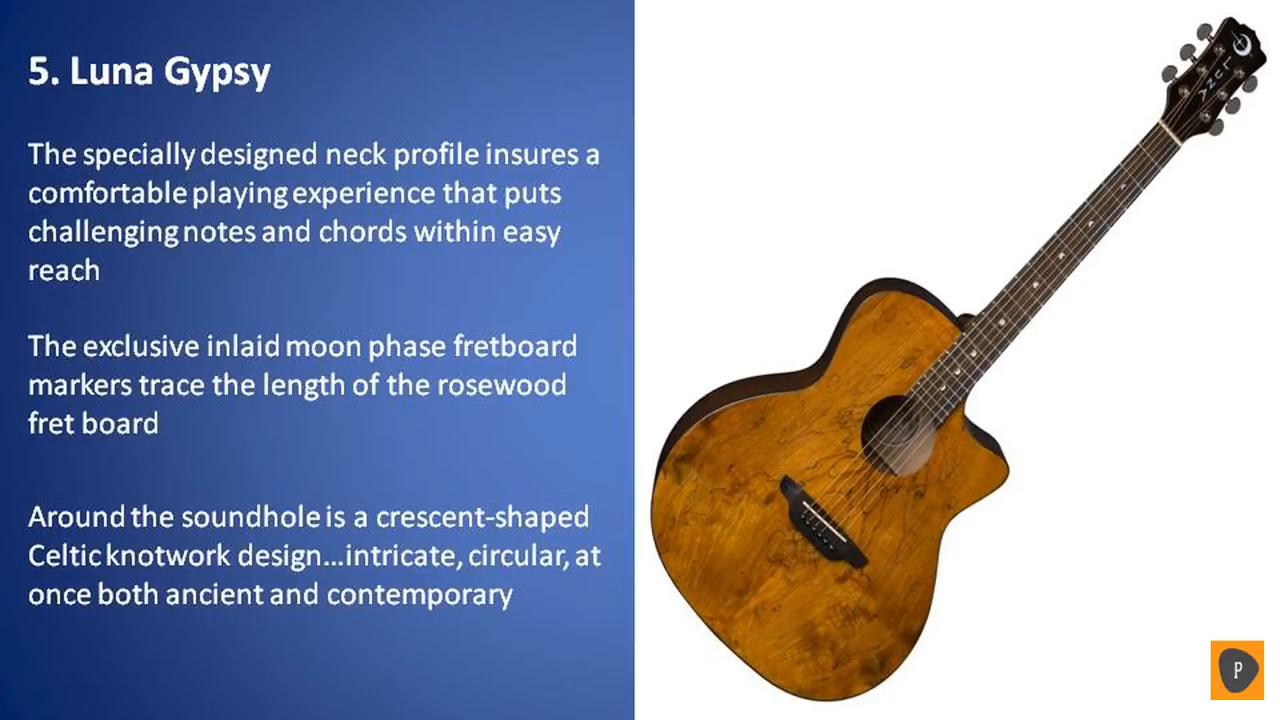 5. Luna Gypsy
The specially designed neck profile insures a
comfortable playing experience that puts
challenging notes and chords within easy
reach
The exclusive inlaid moon phase fretboard
markers trace the length of the rosewood
fret board
Around the soundhole is a crescent-shaped
Celtic knotwork design...intricate, circular, at
once both ancient and contemporary
LUNA
P